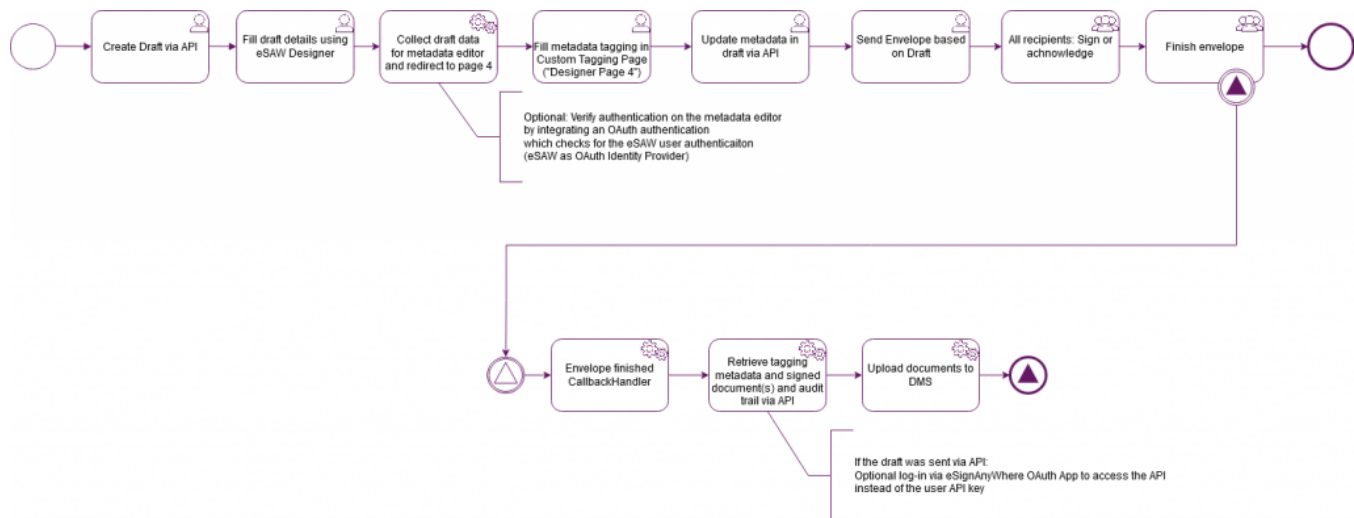 Create Draft via API
Fill draft details using
eSAW Designer
Collect draft data
for metadata editor
and redirect to page 4
Fill metadata tagging in
Custom Tagging Page
("Designer Page 4")
Update metadata in
draft via API
Send Envelope based
on Draft
All recipients: Sign or
achnowledge
Finish envelope
Optional: Verify authentication on the metadata editor
by integrating an OAuth authentication
which checks for the eSAW user authenticaiton
(eSAW as OAuth Identity Provider)
Envelope finished
CallbackHandler
Retrieve tagging
metadata and signed
document(s) and audit
trail via API
Upload documents to
DMS
If the draft was sent via API:
Optional log-in via eSignAnyWhere OAuth App to access the API
instead of the user API key